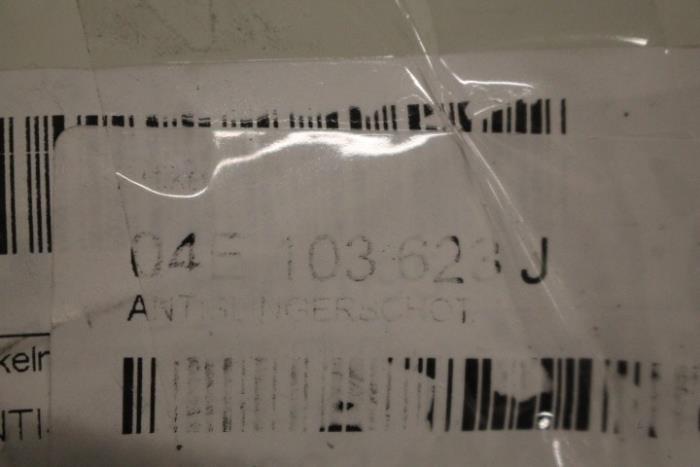 04E 103 623 J
ANTISLINGERSCHOT
kelr
NTI